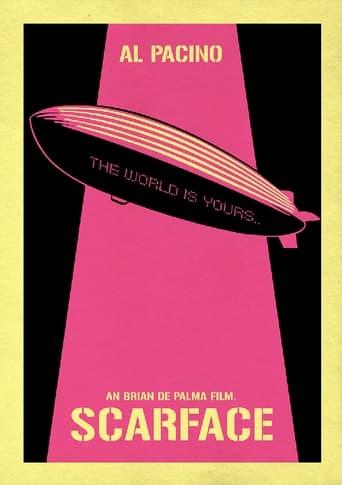 AL PACINO
THE WORLD IS YOURS..
AN BRIAN DE PALMA FILM.
SCARFACE